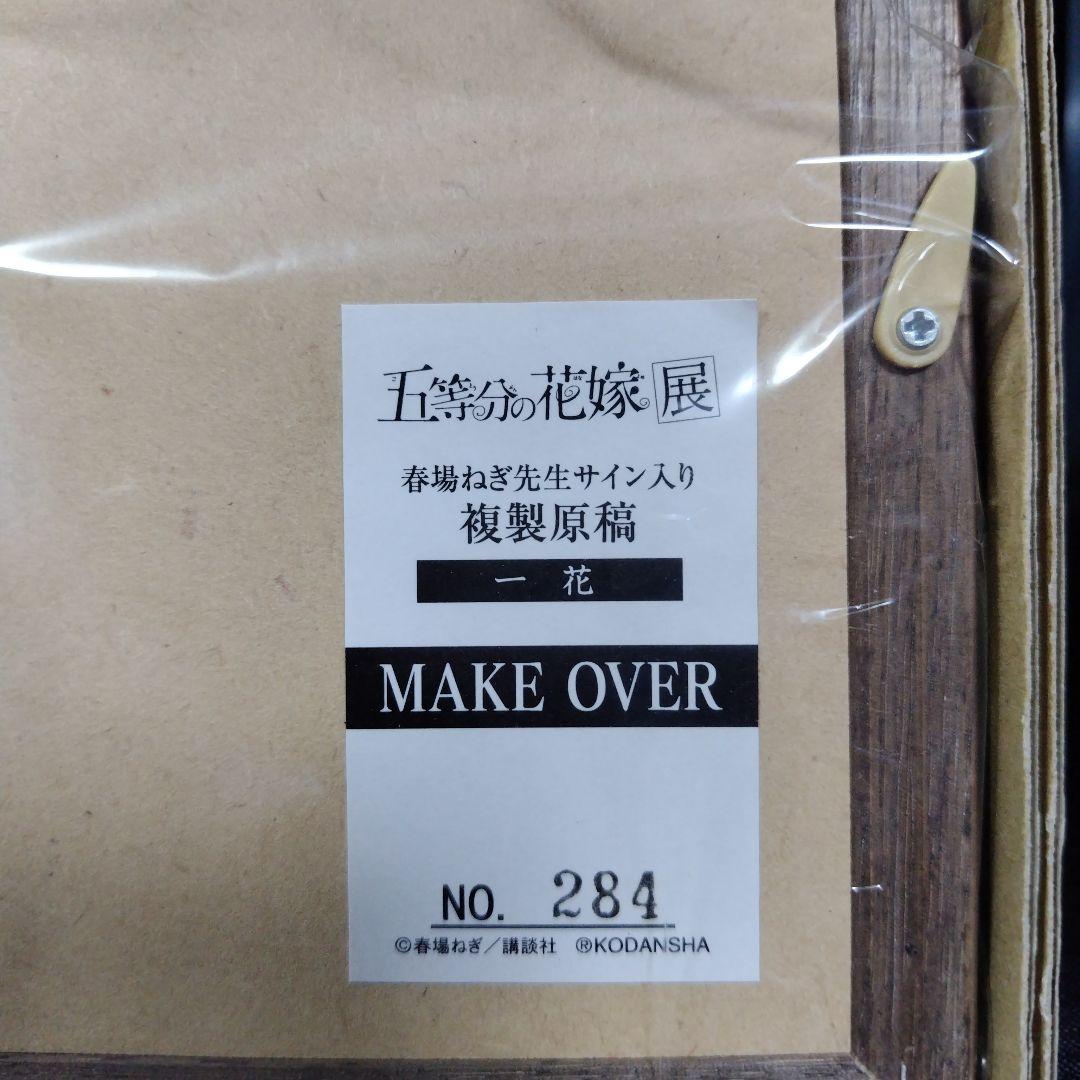 五等分の花嫁展
春場ねぎ先生サイン入り
複製原稿
一 花
MAKE OVER
NO. 284
©春場ねぎ／講談社 ®KODANSHA